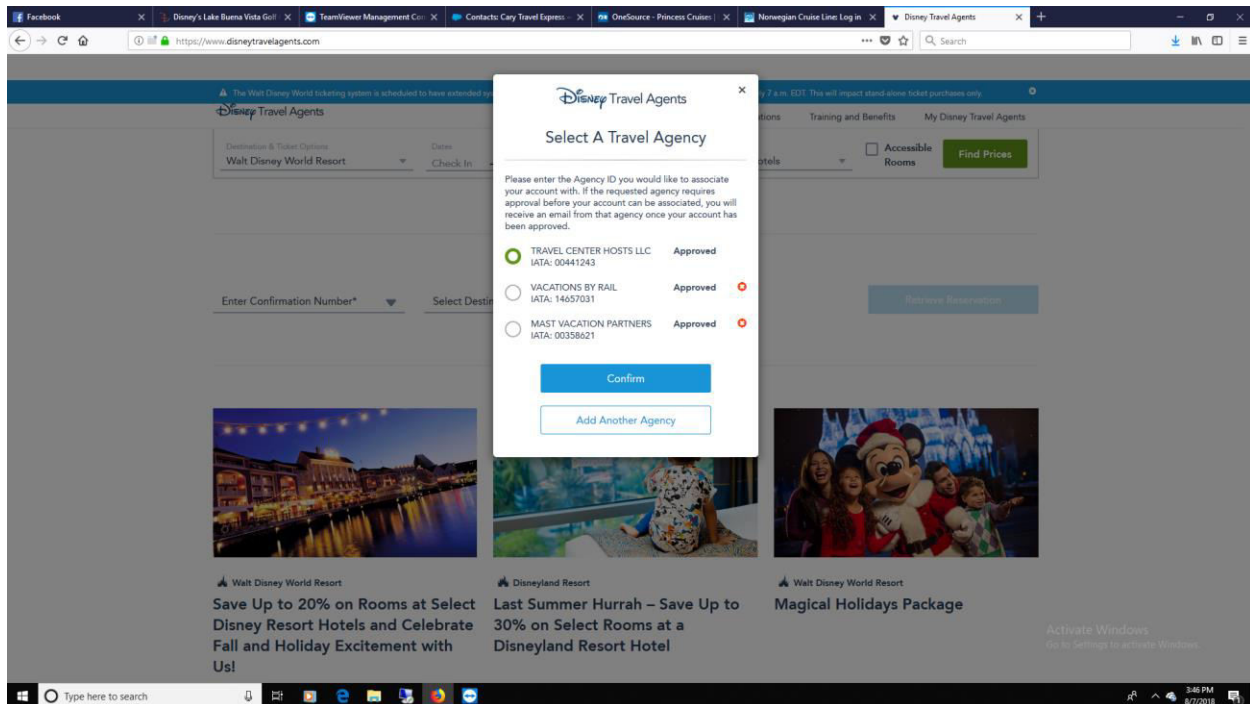 Facebook
Disney's Lake Buena Vista Golf
TeamViewer Management Con
Contacts: Cary Travel Express -
OneSource - Princess Cruises |
Norwegian Cruise Line: Log in
Disney Travel Agents
https://www.disneytravelagents.com
Search
The Walt Disney World ticketing system is scheduled to have extended
7 a.m. EDT. This will impact stand-alone ticket purchases only.
Disney Travel Agents
Training and Benefits
My Disney Travel Agents
Destination & Ticket Options
Walt Disney World Resort
Dates
Check In
Accessible
Rooms
Find Prices
Disney Travel Agents
Select A Travel Agency
Please enter the Agency ID you would like to associate
your account with. If the requested agency requires
approval before your account can be associated, you will
receive an email from that agency once your account has
been approved.
TRAVEL CENTER HOSTS LLC Approved
IATA: 00441243
VACATIONS BY RAIL Approved
IATA: 14657031
MAST VACATION PARTNERS Approved
IATA: 00358621
Confirm
Add Another Agency
Enter Confirmation Number*
Select Destin
Retrieve Reservation
Walt Disney World Resort
Save Up to 20% on Rooms at Select
Disney Resort Hotels and Celebrate
Fall and Holiday Excitement with
Us!
Disneyland Resort
Last Summer Hurrah – Save Up to
30% on Select Rooms at a
Disneyland Resort Hotel
Walt Disney World Resort
Magical Holidays Package
Activate Windows
Go to Settings to activate Windows.
Type here to search
3:46 PM
8/7/2018